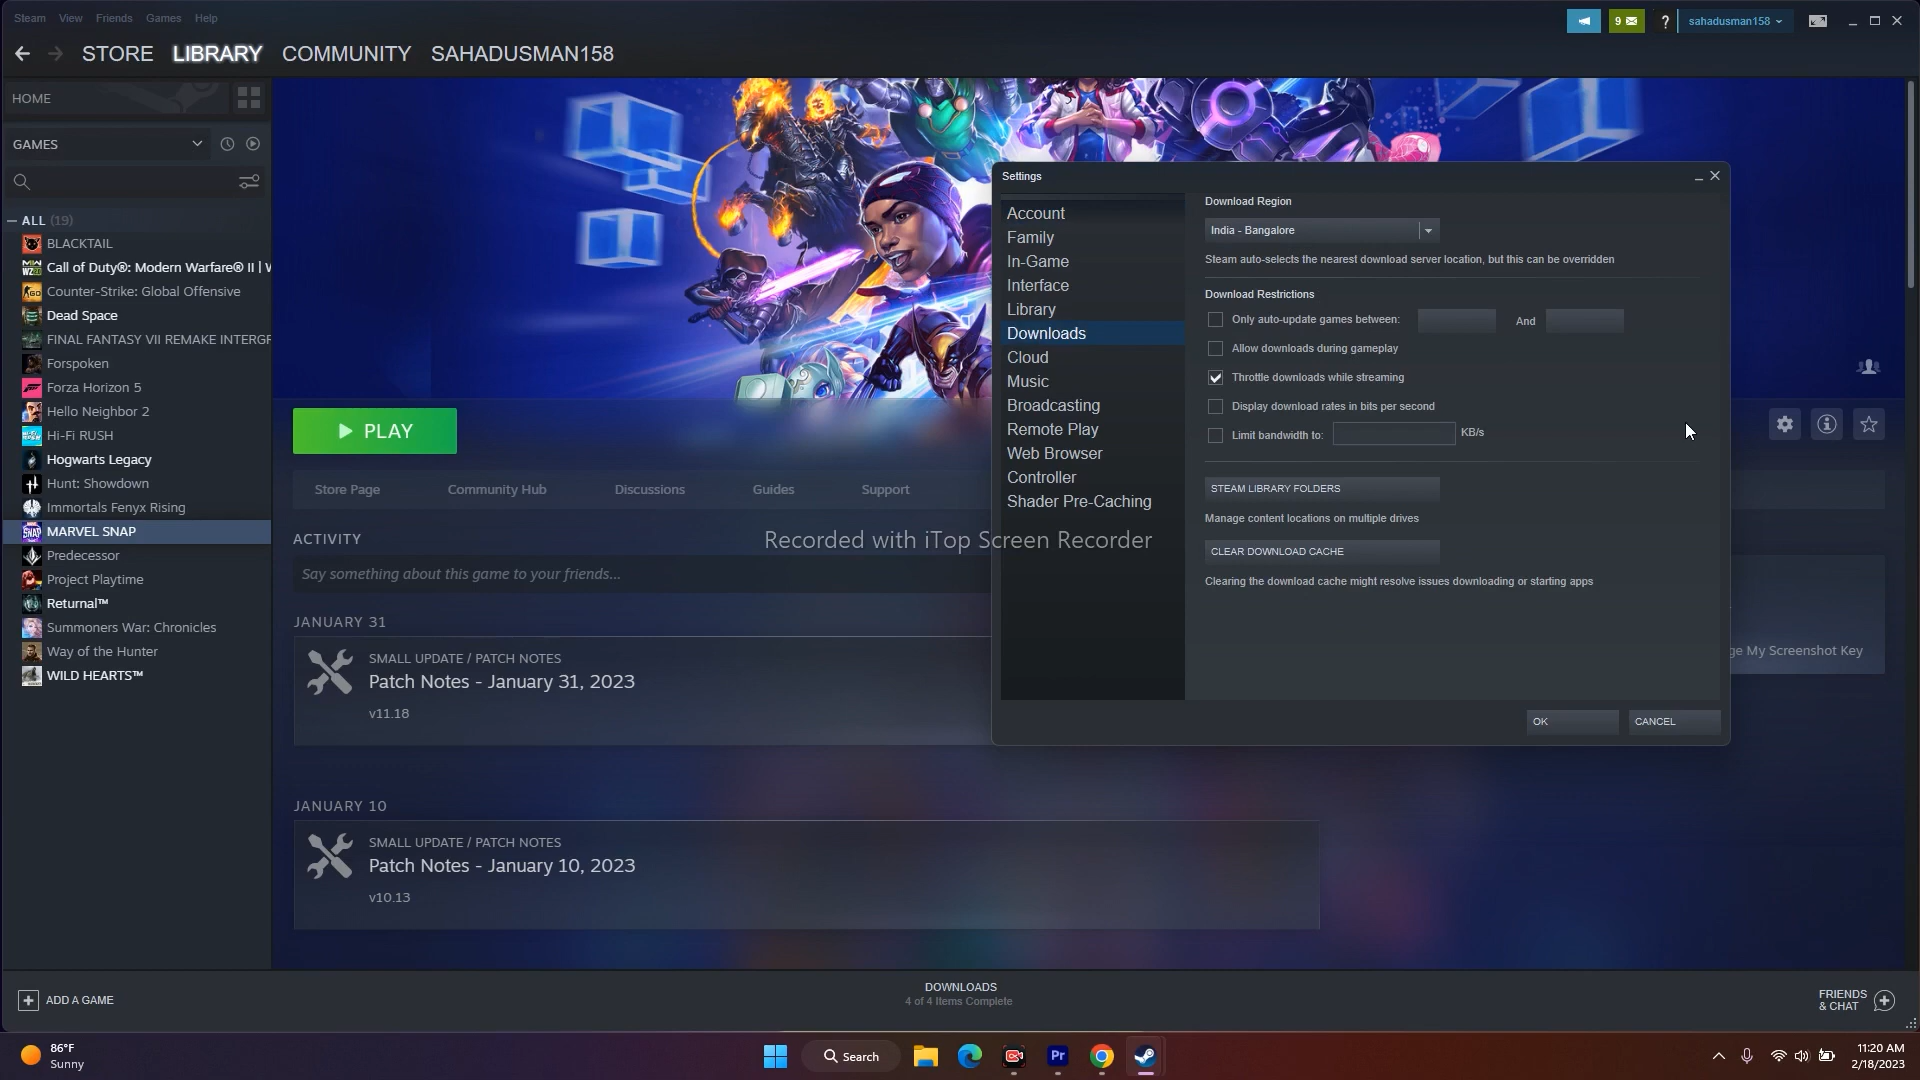 Steam View Friends Games Help
9 ? sahadusman158
STORE LIBRARY COMMUNITY SAHADUSMAN158
HOME
GAMES
ALL (19)
BLACKTAIL
Call of Duty®: Modern Warfare® II | W
Counter-Strike: Global Offensive
Dead Space
FINAL FANTASY VII REMAKE INTERGR
Forspoken
Forza Horizon 5
Hello Neighbor 2
Hi-Fi RUSH
Hogwarts Legacy
Hunt: Showdown
Immortals Fenyx Rising
MARVEL SNAP
Predecessor
Project Playtime
Returnal™
Summoners War: Chronicles
Way of the Hunter
WILD HEARTS™
PLAY
Store Page Community Hub Discussions Guides Support
ACTIVITY
Say something about this game to your friends...
JANUARY 31
SMALL UPDATE / PATCH NOTES
Patch Notes - January 31, 2023
v11.18
JANUARY 10
SMALL UPDATE / PATCH NOTES
Patch Notes - January 10, 2023
v10.13
Recorded with iTop Screen Recorder
Settings
Account
Family
In-Game
Interface
Library
Downloads
Cloud
Music
Broadcasting
Remote Play
Web Browser
Controller
Shader Pre-Caching
Download Region
India - Bangalore
Steam auto-selects the nearest download server location, but this can be overridden
Download Restrictions
Only auto-update games between: And
Allow downloads during gameplay
Throttle downloads while streaming
Display download rates in bits per second
Limit bandwidth to: KB/s
STEAM LIBRARY FOLDERS
Manage content locations on multiple drives
CLEAR DOWNLOAD CACHE
Clearing the download cache might resolve issues downloading or starting apps
OK CANCEL
ge My Screenshot Key
ADD A GAME
DOWNLOADS
4 of 4 Items Complete
FRIENDS
& CHAT
86°F
Sunny
Search
Pr
11:20 AM
2/18/2023